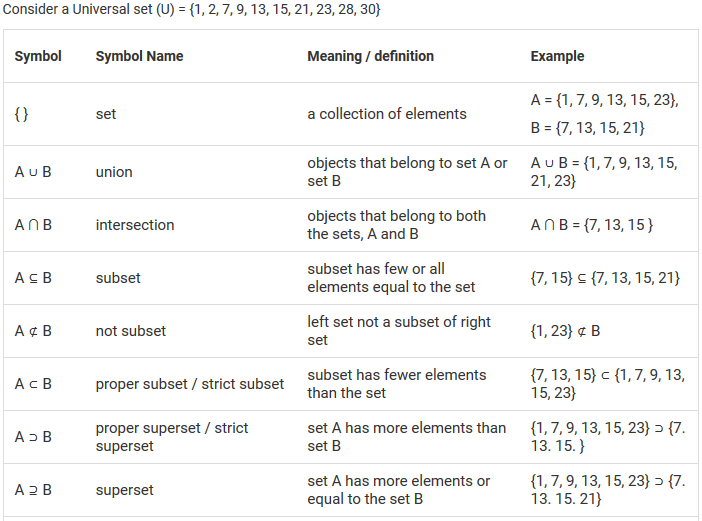 Consider a Universal set (U) = {1, 2, 7, 9, 13, 15, 21, 23, 28, 30}
Symbol Symbol Name Meaning / definition Example
{ } set a collection of elements A = {1, 7, 9, 13, 15, 23},
B = {7, 13, 15, 21}
A ∪ B union objects that belong to set A or
set B A ∪ B = {1, 7, 9, 13, 15,
21, 23}
A ⋂ B intersection objects that belong to both
the sets, A and B A ⋂ B = {7, 13, 15 }
A ⊆ B subset subset has few or all
elements equal to the set {7, 15} ⊆ {7, 13, 15, 21}
A ⊄ B not subset left set not a subset of right
set {1, 23} ⊄ B
A ⊂ B proper subset / strict subset subset has fewer elements
than the set {7, 13, 15} ⊂ {1, 7, 9, 13,
15, 23}
A ⊃ B proper superset / strict
superset set A has more elements than
set B {1, 7, 9, 13, 15, 23} ⊃ {7.
13. 15. }
A ⊇ B superset set A has more elements or
equal to the set B {1, 7, 9, 13, 15, 23} ⊃ {7.
13. 15. 21}